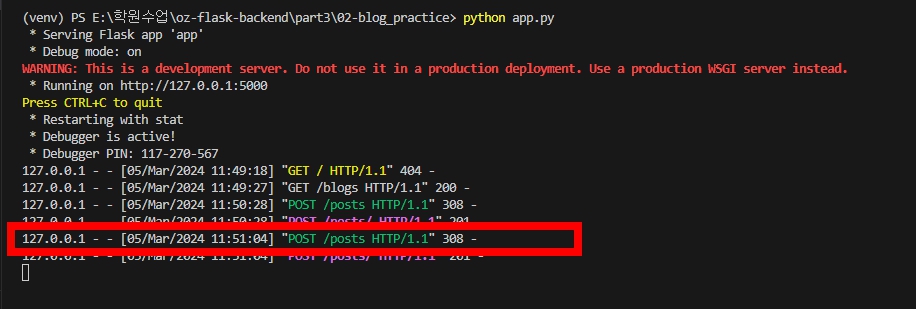 (venv) PS E:\학원수업\oz-flask-backend\part3\02-blog_practice> python app.py
 * Serving Flask app 'app'
 * Debug mode: on
WARNING: This is a development server. Do not use it in a production deployment. Use a production WSGI server instead.
 * Running on http://127.0.0.1:5000
Press CTRL+C to quit
 * Restarting with stat
 * Debugger is active!
 * Debugger PIN: 117-270-567
127.0.0.1 - - [05/Mar/2024 11:49:18] "GET / HTTP/1.1" 404 -
127.0.0.1 - - [05/Mar/2024 11:49:27] "GET /blogs HTTP/1.1" 200 -
127.0.0.1 - - [05/Mar/2024 11:50:28] "POST /posts HTTP/1.1" 308 -
127.0.0.1 - - [05/Mar/2024 11:50:28] "POST /posts/ HTTP/1.1" 201 -
127.0.0.1 - - [05/Mar/2024 11:51:04] "POST /posts HTTP/1.1" 308 -
127.0.0.1 - - [05/Mar/2024 11:51:04] "POST /posts/ HTTP/1.1" 201 -